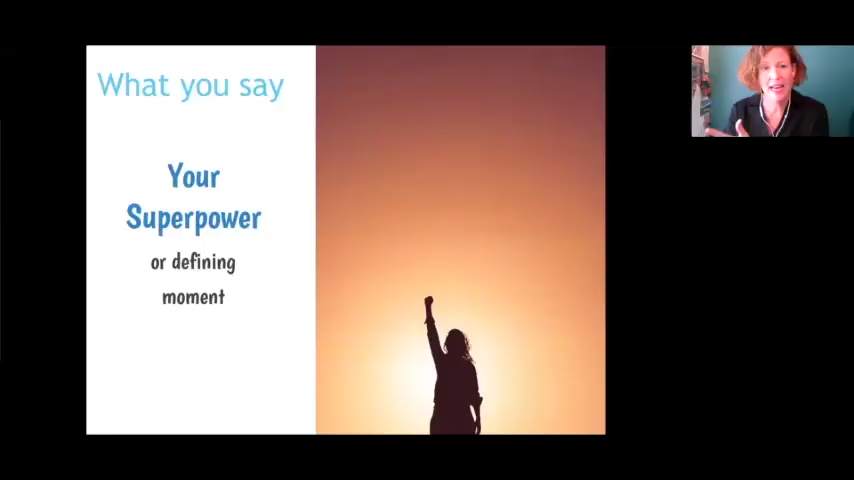 What you say
Your
Superpower
or defining
moment